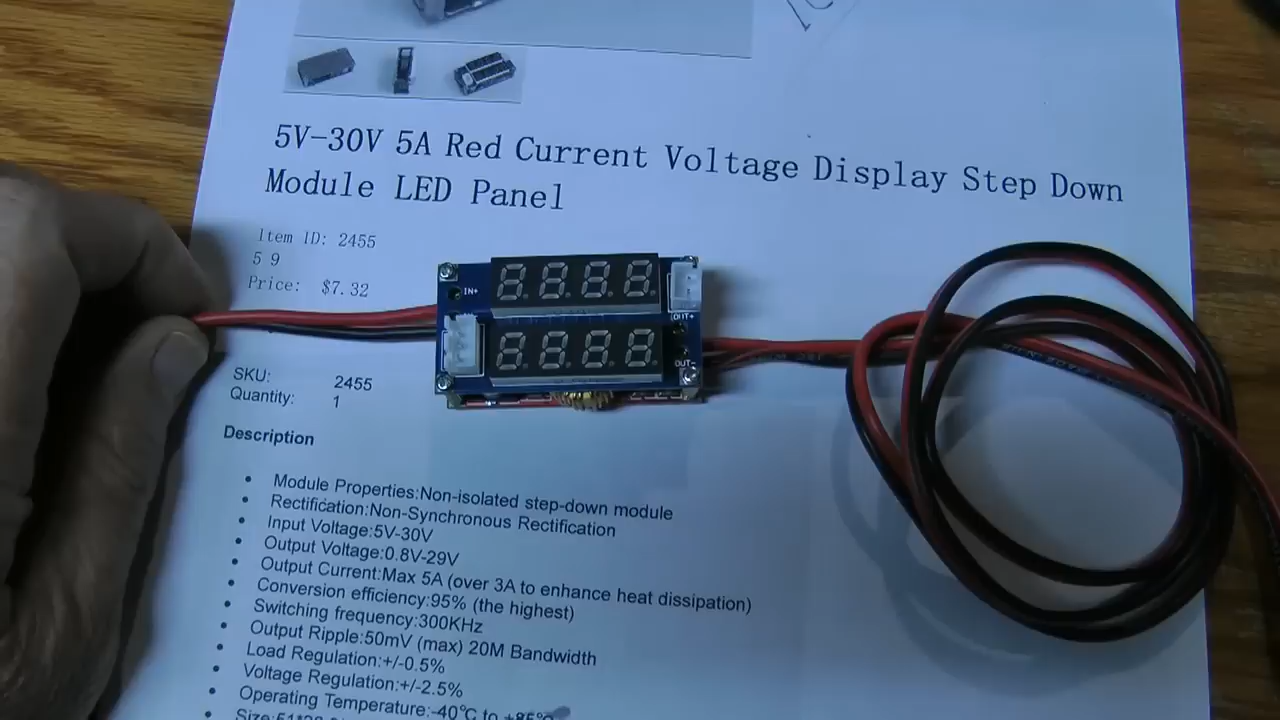 5V-30V 5A Red Current Voltage Display Step Down
Module LED Panel
Item ID: 2455
5 9
Price: $7.32
IN+
OUT+
OUT-
SKU: 2455
Quantity: 1
Description
• Module Properties:Non-isolated step-down module
• Rectification:Non-Synchronous Rectification
• Input Voltage:5V-30V
• Output Voltage:0.8V-29V
• Output Current:Max 5A (over 3A to enhance heat dissipation)
• Conversion efficiency:95% (the highest)
• Switching frequency:300KHz
• Output Ripple:50mV (max) 20M Bandwidth
• Load Regulation:+/-0.5%
• Voltage Regulation:+/-2.5%
• Operating Temperature:-40℃ to +85℃